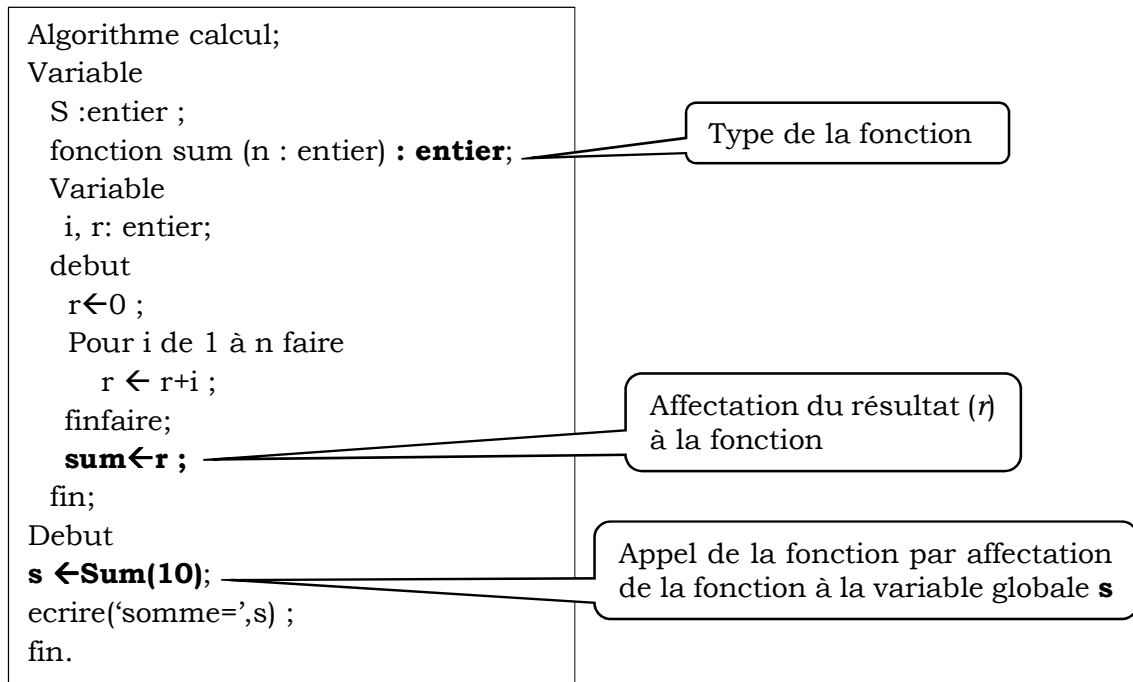 Algorithme calcul;
Variable
S :entier ;
fonction sum (n : entier) : entier;
Variable
i, r: entier;
debut
r←0 ;
Pour i de 1 à n faire
r ← r+i ;
finfaire;
sum←r ;
fin;
Debut
s ←Sum(10);
ecrire(‘somme=’,s) ;
fin.
Type de la fonction
Affectation du résultat (r)
à la fonction
Appel de la fonction par affectation
de la fonction à la variable globale s